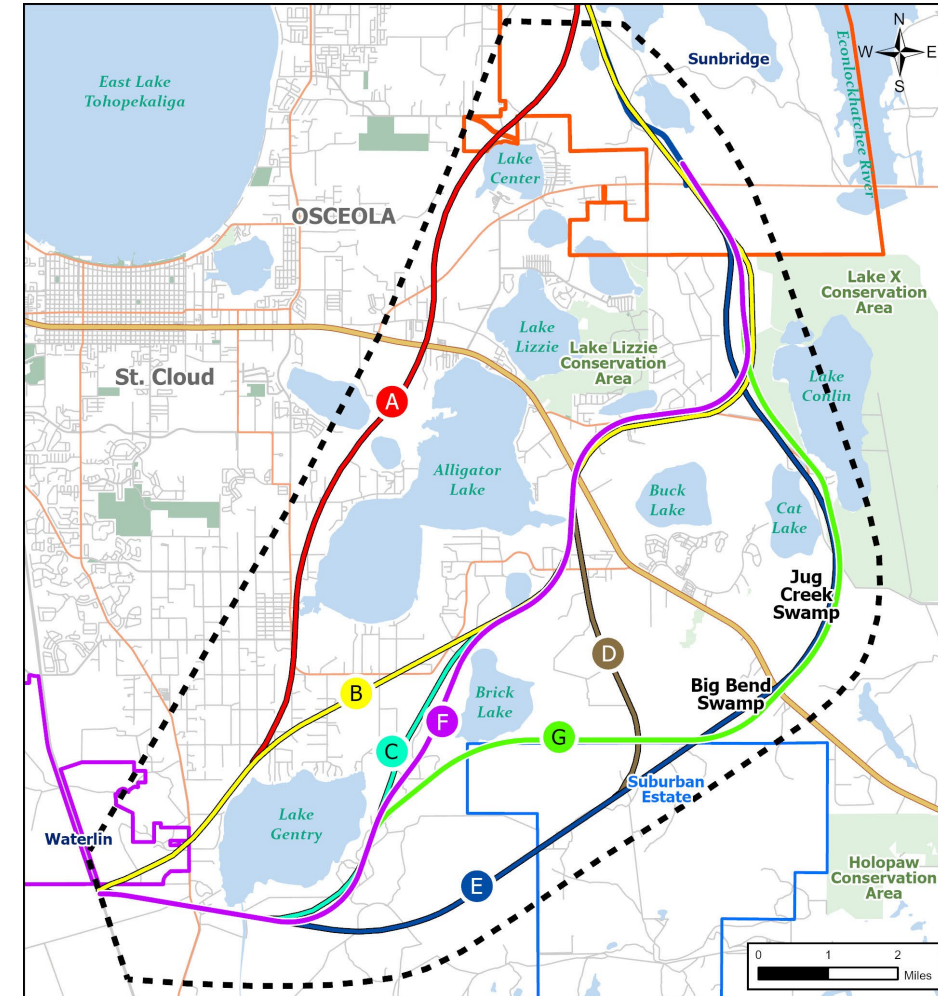 N
W
E
S
Sunbridge
East Lake
Tohopekaliga
Econlockhatchee River
Lake
Center
OSCEOLA
Lake X
Conservation
Area
Lake
Lizzie
Lake Lizzie
Conservation
Area
St. Cloud
Lake
Conlin
A
Alligator
Lake
Buck
Lake
Cat
Lake
Jug
Creek
Swamp
D
Big Bend
Swamp
B
Brick
Lake
F
G
C
Suburban
Estate
Lake
Gentry
Waterlin
Holopaw
Conservation
Area
E
0 1 2
Miles